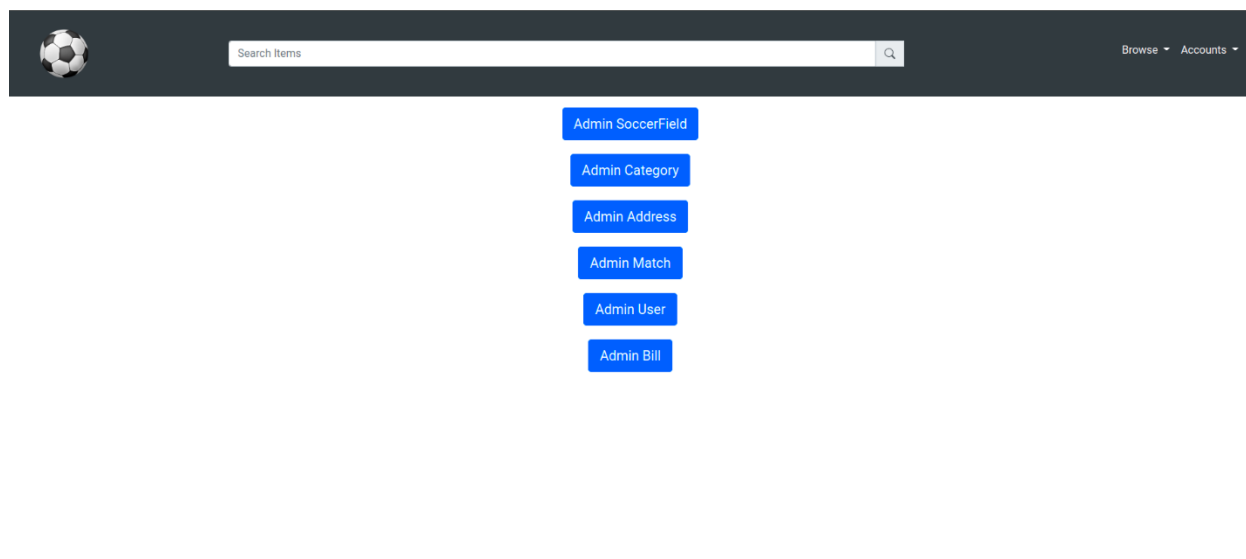 Search Items
Browse Accounts
Admin SoccerField
Admin Category
Admin Address
Admin Match
Admin User
Admin Bill